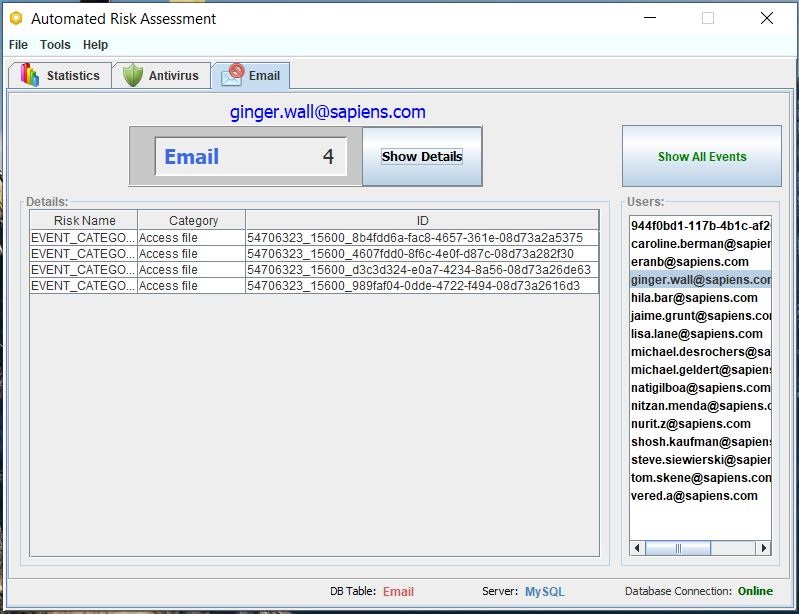 Automated Risk Assessment
File Tools Help
Statistics Antivirus Email
ginger.wall@sapiens.com
Email 4 Show Details Show All Events
Details:
Risk Name Category ID
EVENT_CATEGO... Access file 54706323_15600_8b4fdd6a-fac8-4657-361e-08d73a2a5375
EVENT_CATEGO... Access file 54706323_15600_4607fdd0-8f6c-4e0f-d87c-08d73a282f30
EVENT_CATEGO... Access file 54706323_15600_d3c3d324-e0a7-4234-8a56-08d73a26de63
EVENT_CATEGO... Access file 54706323_15600_989faf04-0dde-4722-f494-08d73a2616d3
Users:
944f0bd1-117b-4b1c-af2
caroline.berman@sapier
eranb@sapiens.com
ginger.wall@sapiens.cor
hila.bar@sapiens.com
jaime.grunt@sapiens.co
lisa.lane@sapiens.com
michael.desrochers@sa
michael.geldert@sapiens
natigilboa@sapiens.com
nitzan.menda@sapiens.c
nurit.z@sapiens.com
shosh.kaufman@sapiens
steve.siewierski@sapier
tom.skene@sapiens.con
vered.a@sapiens.com
DB Table: Email Server: MySQL Database Connection: Online